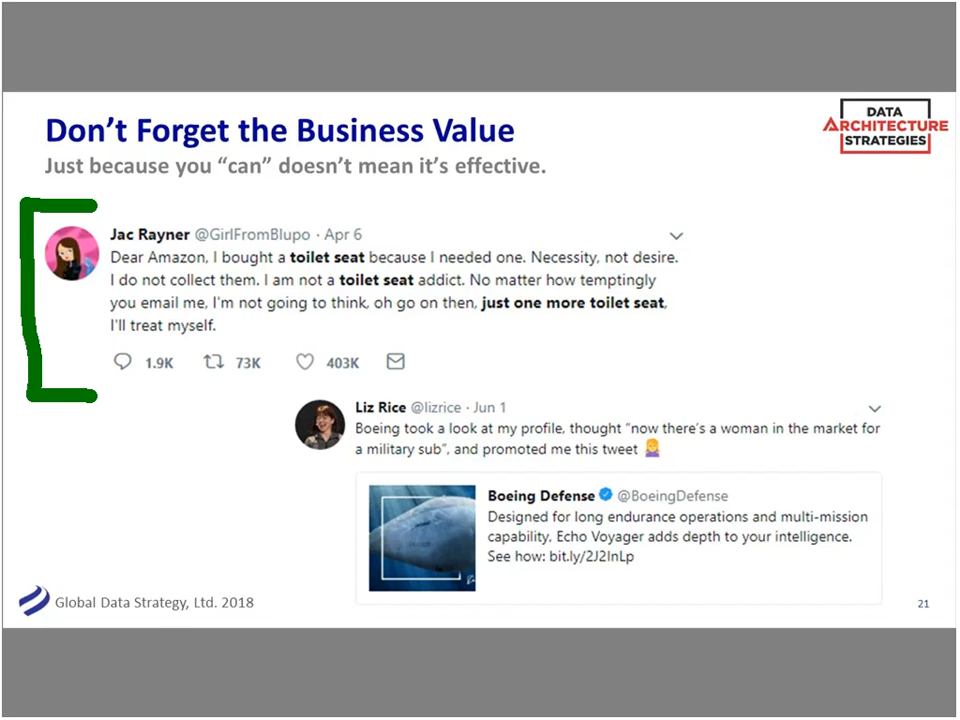 Don't Forget the Business Value
Just because you “can” doesn't mean it's effective.
DATA
ARCHITECTURE
STRATEGIES
Jac Rayner @GirlFromBlupo · Apr 6
Dear Amazon, I bought a toilet seat because I needed one. Necessity, not desire.
I do not collect them. I am not a toilet seat addict. No matter how temptingly
you email me, I'm not going to think, oh go on then, just one more toilet seat,
I'll treat myself.
1.9K 73K 403K
Liz Rice @lizrice · Jun 1
Boeing took a look at my profile, thought “now there's a woman in the market for
a military sub”, and promoted me this tweet 🤷‍♀️
Boeing Defense @BoeingDefense
Designed for long endurance operations and multi-mission
capability, Echo Voyager adds depth to your intelligence.
See how: bit.ly/2J2InLp
Global Data Strategy, Ltd. 2018
21